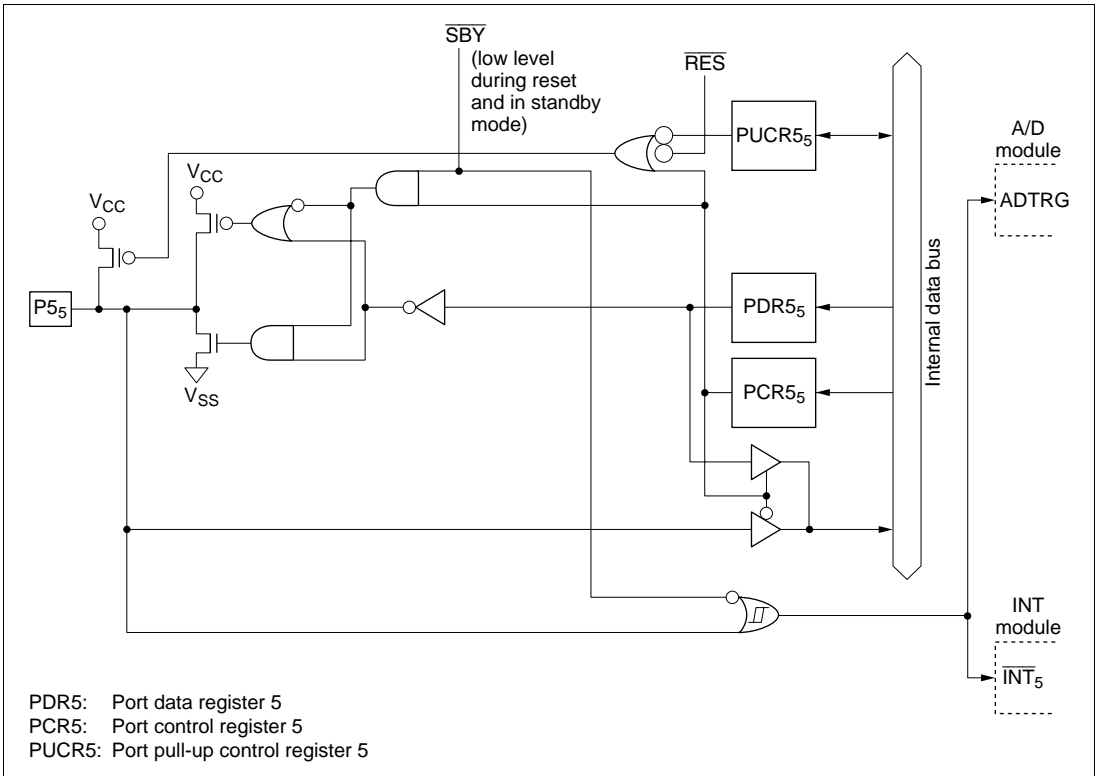 SBY
(low level
during reset
and in standby
mode)
RES
PUCR5₅
A/D
module
ADTRG
VCC
VCC
P5₅
VSS
PDR5₅
PCR5₅
Internal data bus
INT
module
INT₅
PDR5: Port data register 5
PCR5: Port control register 5
PUCR5: Port pull-up control register 5